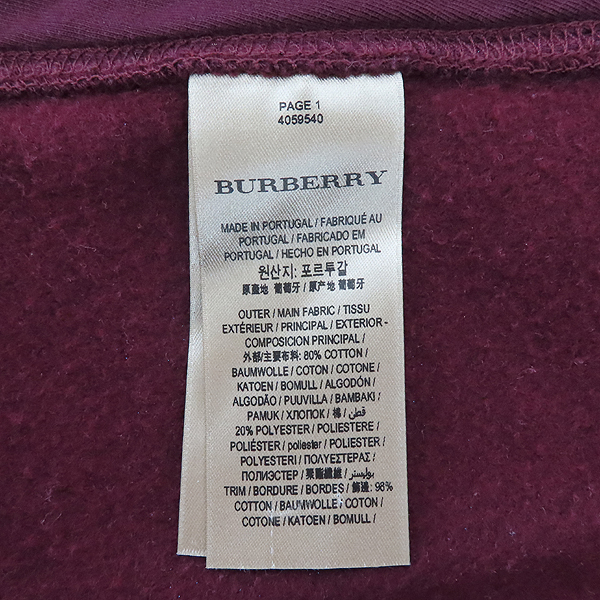 PAGE 1
4059540
BURBERRY
MADE IN PORTUGAL / FABRIQUÉ AU
PORTUGAL / FABRICADO EM
PORTUGAL / HECHO EN PORTUGAL
원산지: 포르투갈
原產地 葡萄牙 / 原产地 葡萄牙
OUTER / MAIN FABRIC / TISSU
EXTÉRIEUR / PRINCIPAL / EXTERIOR -
COMPOSICION PRINCIPAL /
外部/主要布料: 80% COTTON /
BAUMWOLLE / COTON / COTONE /
KATOEN / BOMULL / ALGODÓN /
ALGODÃO / PUUVILLA / BAMBAKI /
PAMUK / ХЛОПОК / 棉 / قطن /
20% POLYESTER / POLIESTERE /
POLIÉSTER / poliester / POLIESTER /
POLYESTERI / ΠΟΛΥΕΣΤΕΡΑΣ /
ПОЛИЭСТЕР / 聚酯纖維 / بوليستر /
TRIM / BORDURE / BORDES / 飾邊: 98%
COTTON / BAUMWOLLE / COTON /
COTONE / KATOEN / BOMULL /